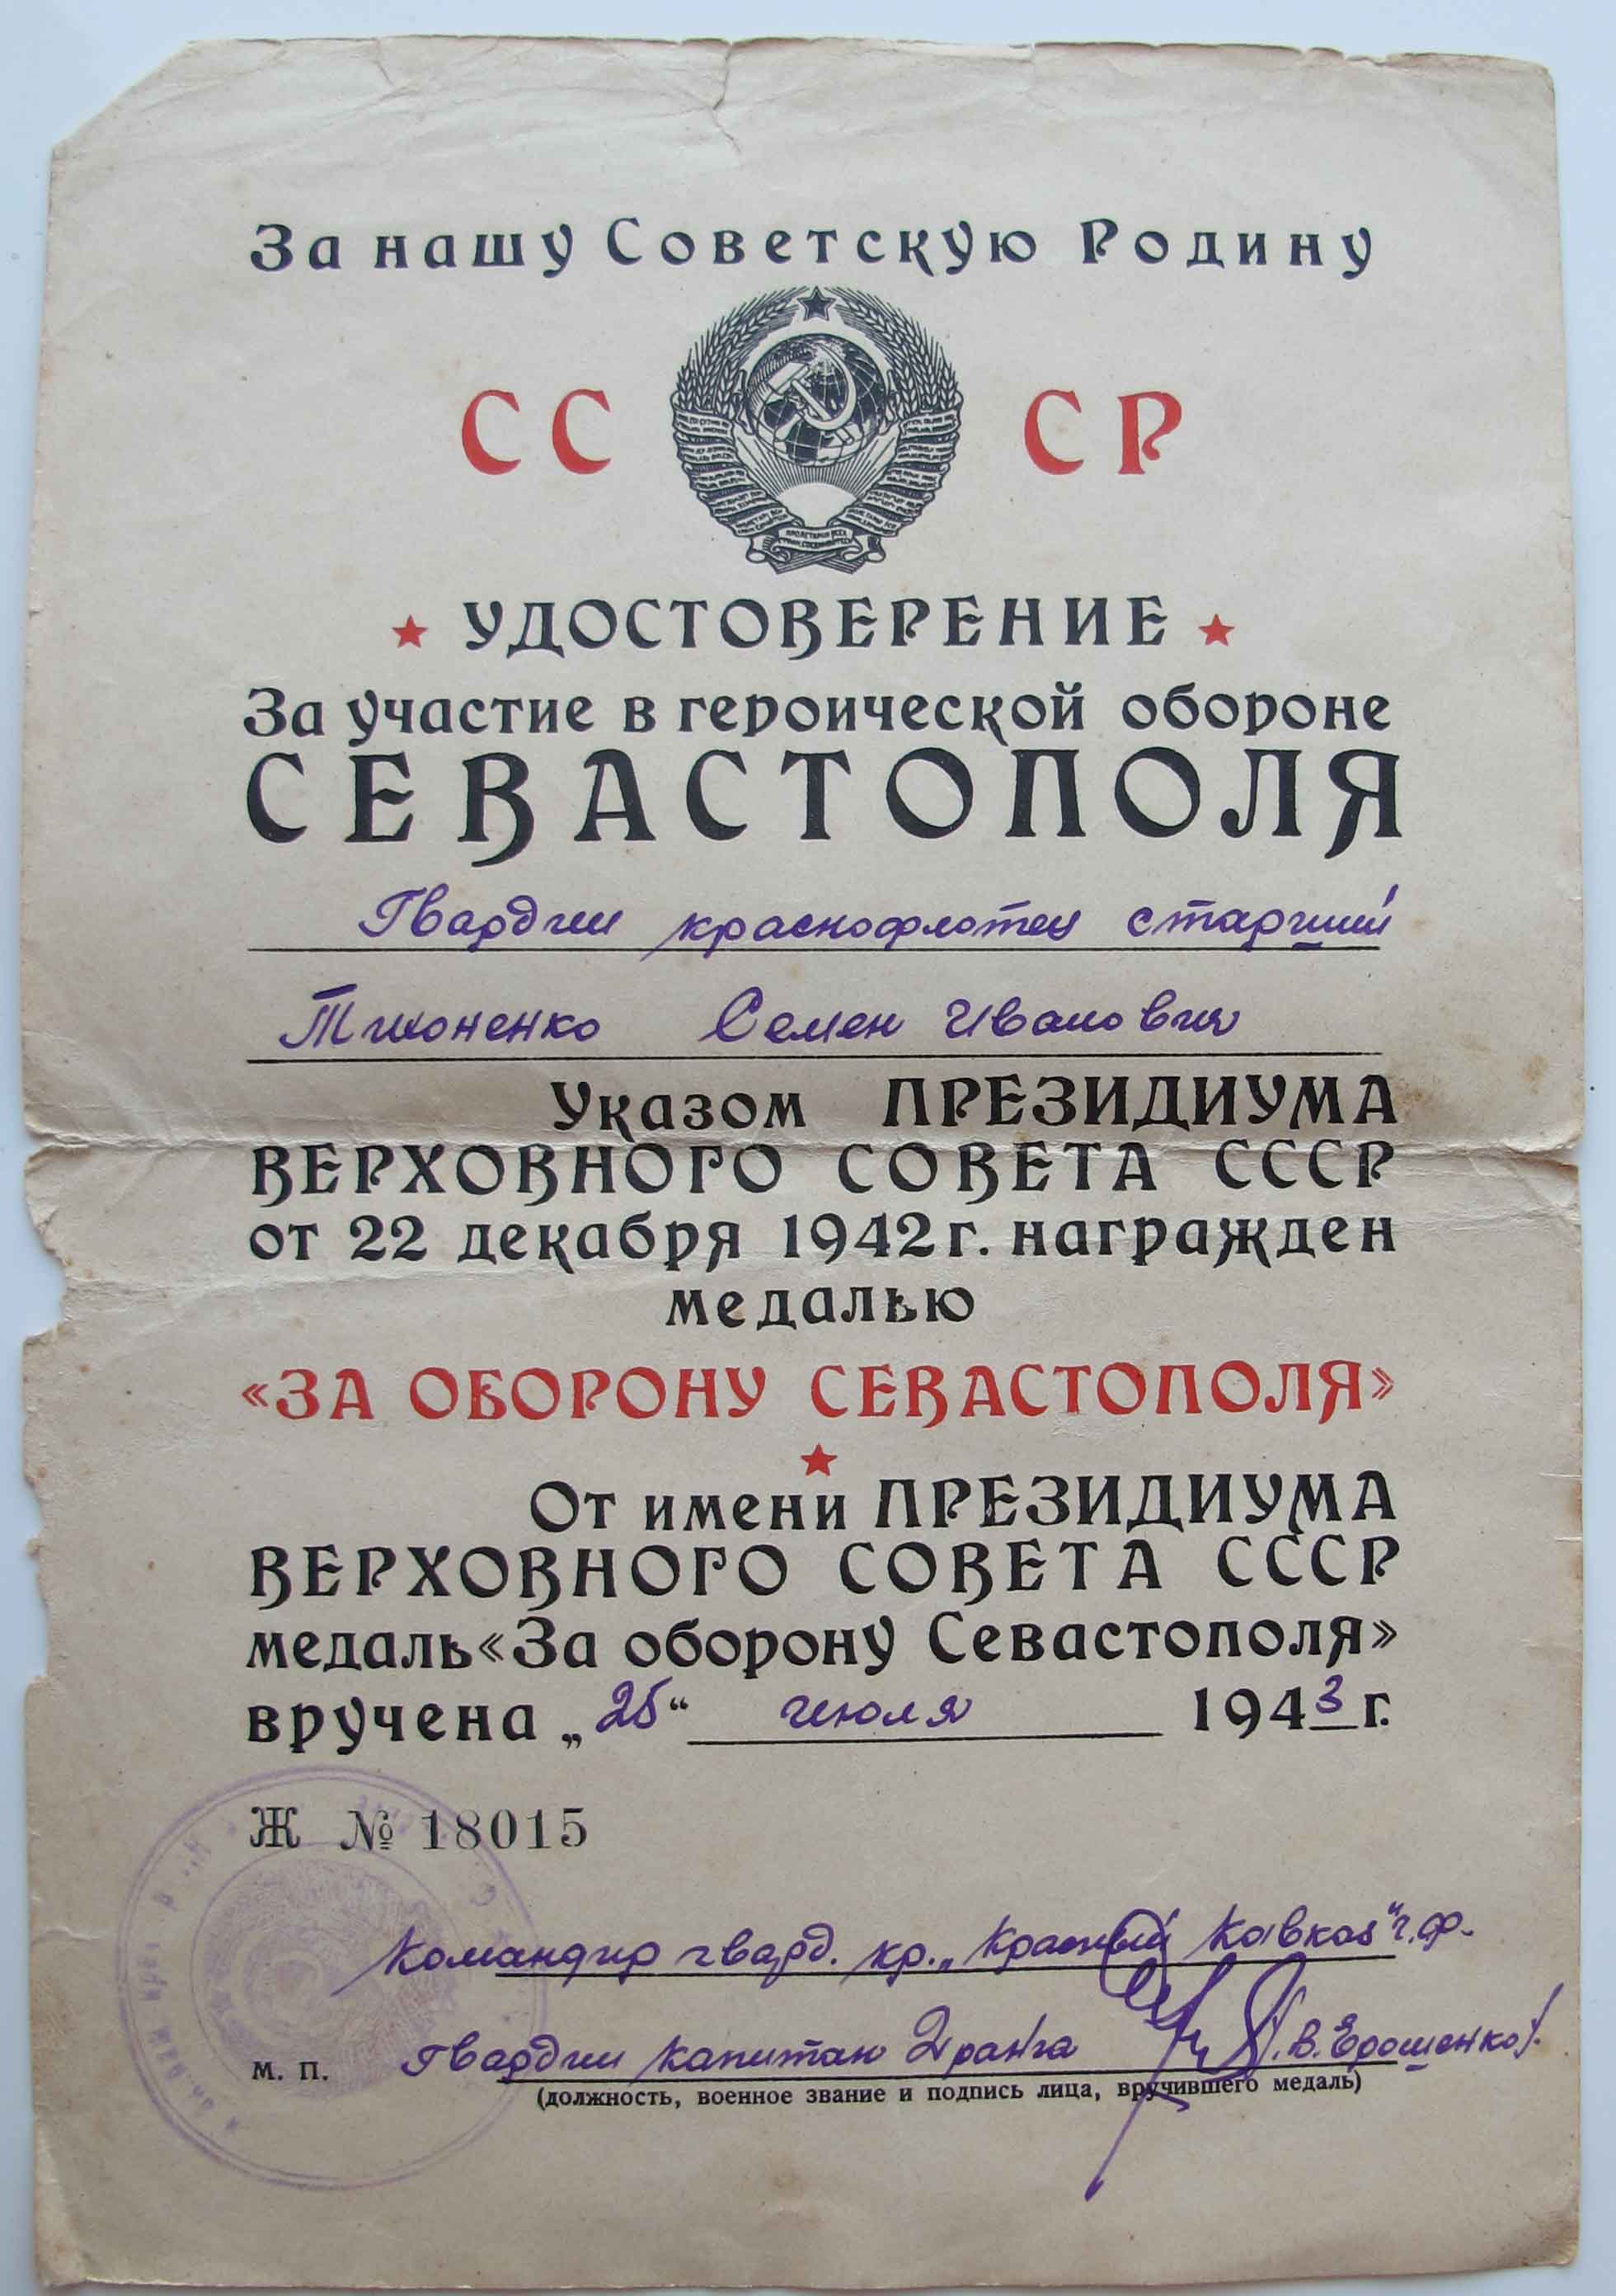 За нашу Советскую Родину
СС СР
УДОСТОВЕРЕНИЕ
За участие в героической обороне
СЕВАСТОПОЛЯ
Гвардии краснофлотец старший
Тихоненко Семен Иванович
Указом ПРЕЗИДИУМА
ВЕРХОВНОГО СОВЕТА СССР
от 22 декабря 1942 г. награжден
медалью
«ЗА ОБОРОНУ СЕВАСТОПОЛЯ»
От имени ПРЕЗИДИУМА
ВЕРХОВНОГО СОВЕТА СССР
медаль «За оборону Севастополя»
вручена „25“ июля 1943 г.
Ж № 18015
Командир гвард. кр. „Красный Кавказ" ч.ф.
Гвардии капитан 2 ранга В. Ерошенко).
м. п.
(должность, военное звание и подпись лица, вручившего медаль)